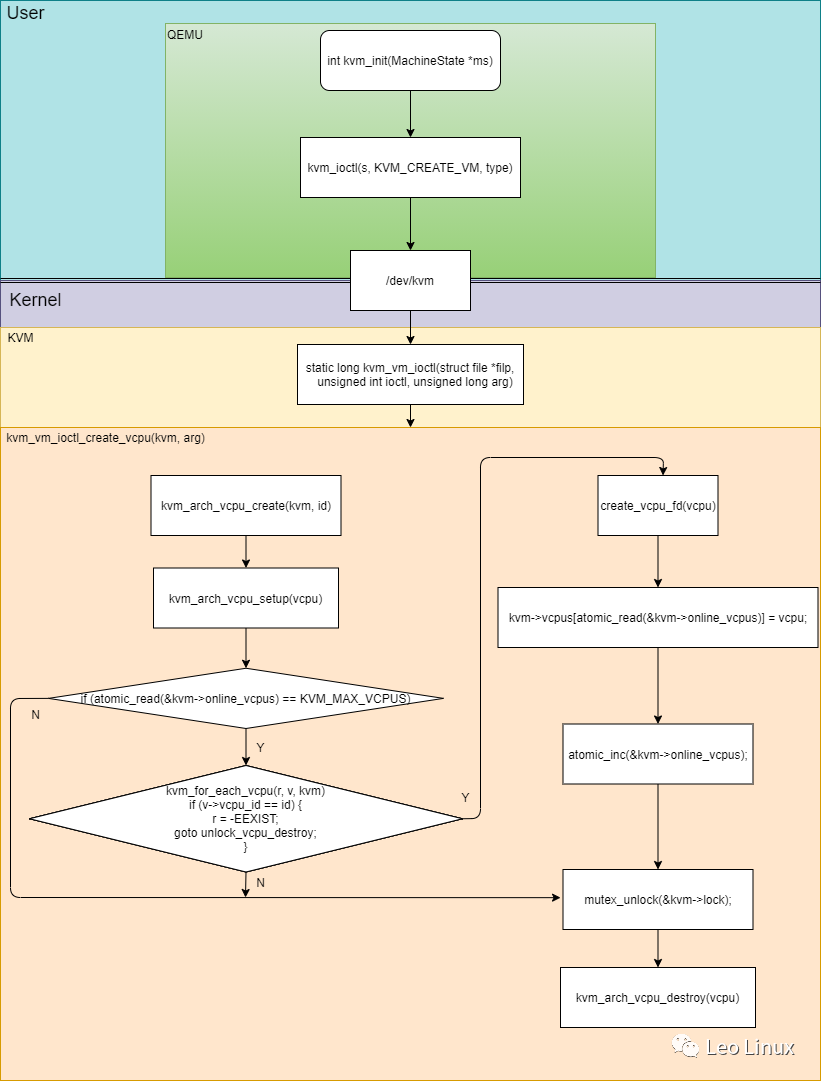 User
QEMU
int kvm_init(MachineState *ms)
kvm_ioctl(s, KVM_CREATE_VM, type)
/dev/kvm
Kernel
KVM
static long kvm_vm_ioctl(struct file *filp,
unsigned int ioctl, unsigned long arg)
kvm_vm_ioctl_create_vcpu(kvm, arg)
kvm_arch_vcpu_create(kvm, id)
kvm_arch_vcpu_setup(vcpu)
if (atomic_read(&kvm->online_vcpus) == KVM_MAX_VCPUS)
N
Y
kvm_for_each_vcpu(r, v, kvm)
if (v->vcpu_id == id) {
r = -EEXIST;
goto unlock_vcpu_destroy;
}
Y
N
create_vcpu_fd(vcpu)
kvm->vcpus[atomic_read(&kvm->online_vcpus)] = vcpu;
atomic_inc(&kvm->online_vcpus);
mutex_unlock(&kvm->lock);
kvm_arch_vcpu_destroy(vcpu)
Leo Linux